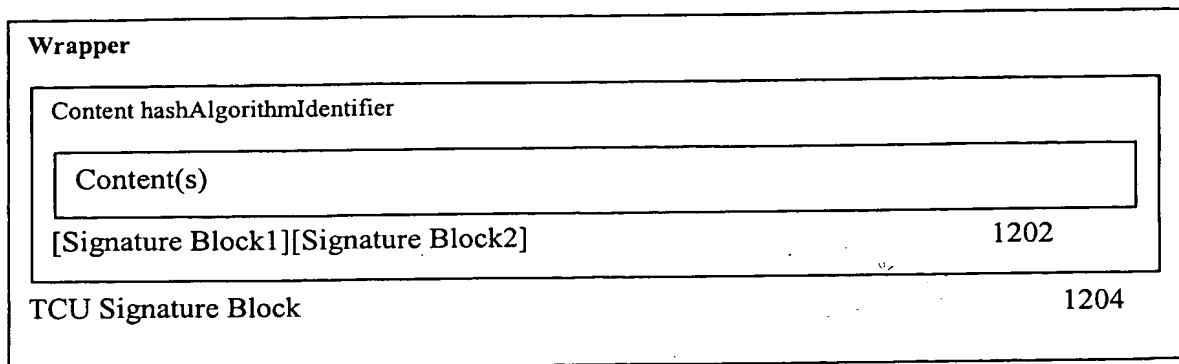 Wrapper
Content hashAlgorithmIdentifier
Content(s)
[Signature Block1][Signature Block2] 1202
TCU Signature Block 1204